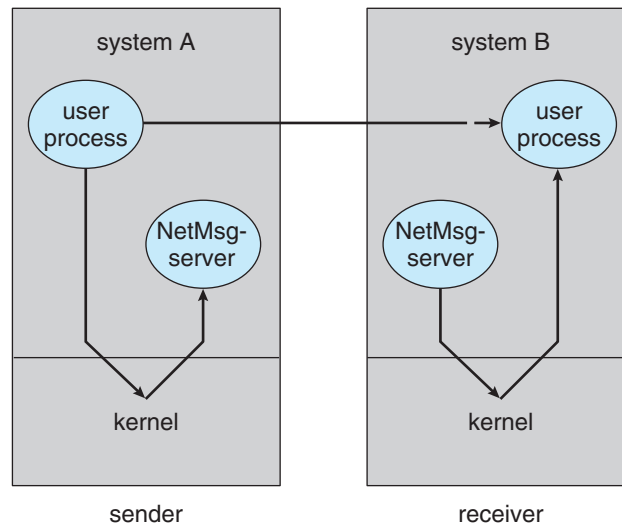 system A
system B
user
process
user
process
NetMsg-
server
NetMsg-
server
kernel
kernel
sender
receiver